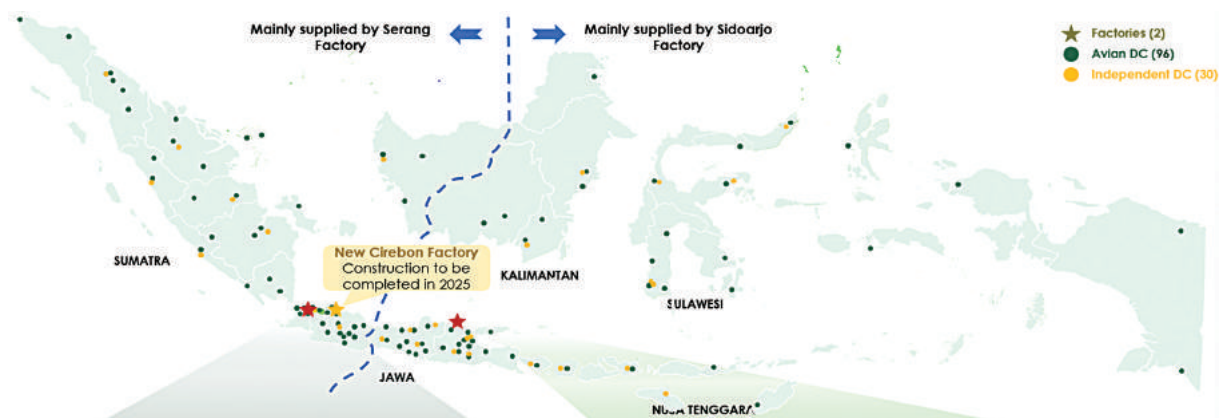 Mainly supplied by Serang
Factory
Mainly supplied by Sidoarjo
Factory
Factories (2)
Avian DC (96)
Independent DC (30)
SUMATRA
New Cirebon Factory
Construction to be
completed in 2025
KALIMANTAN
SULAWESI
JAWA
NUSA TENGGARA